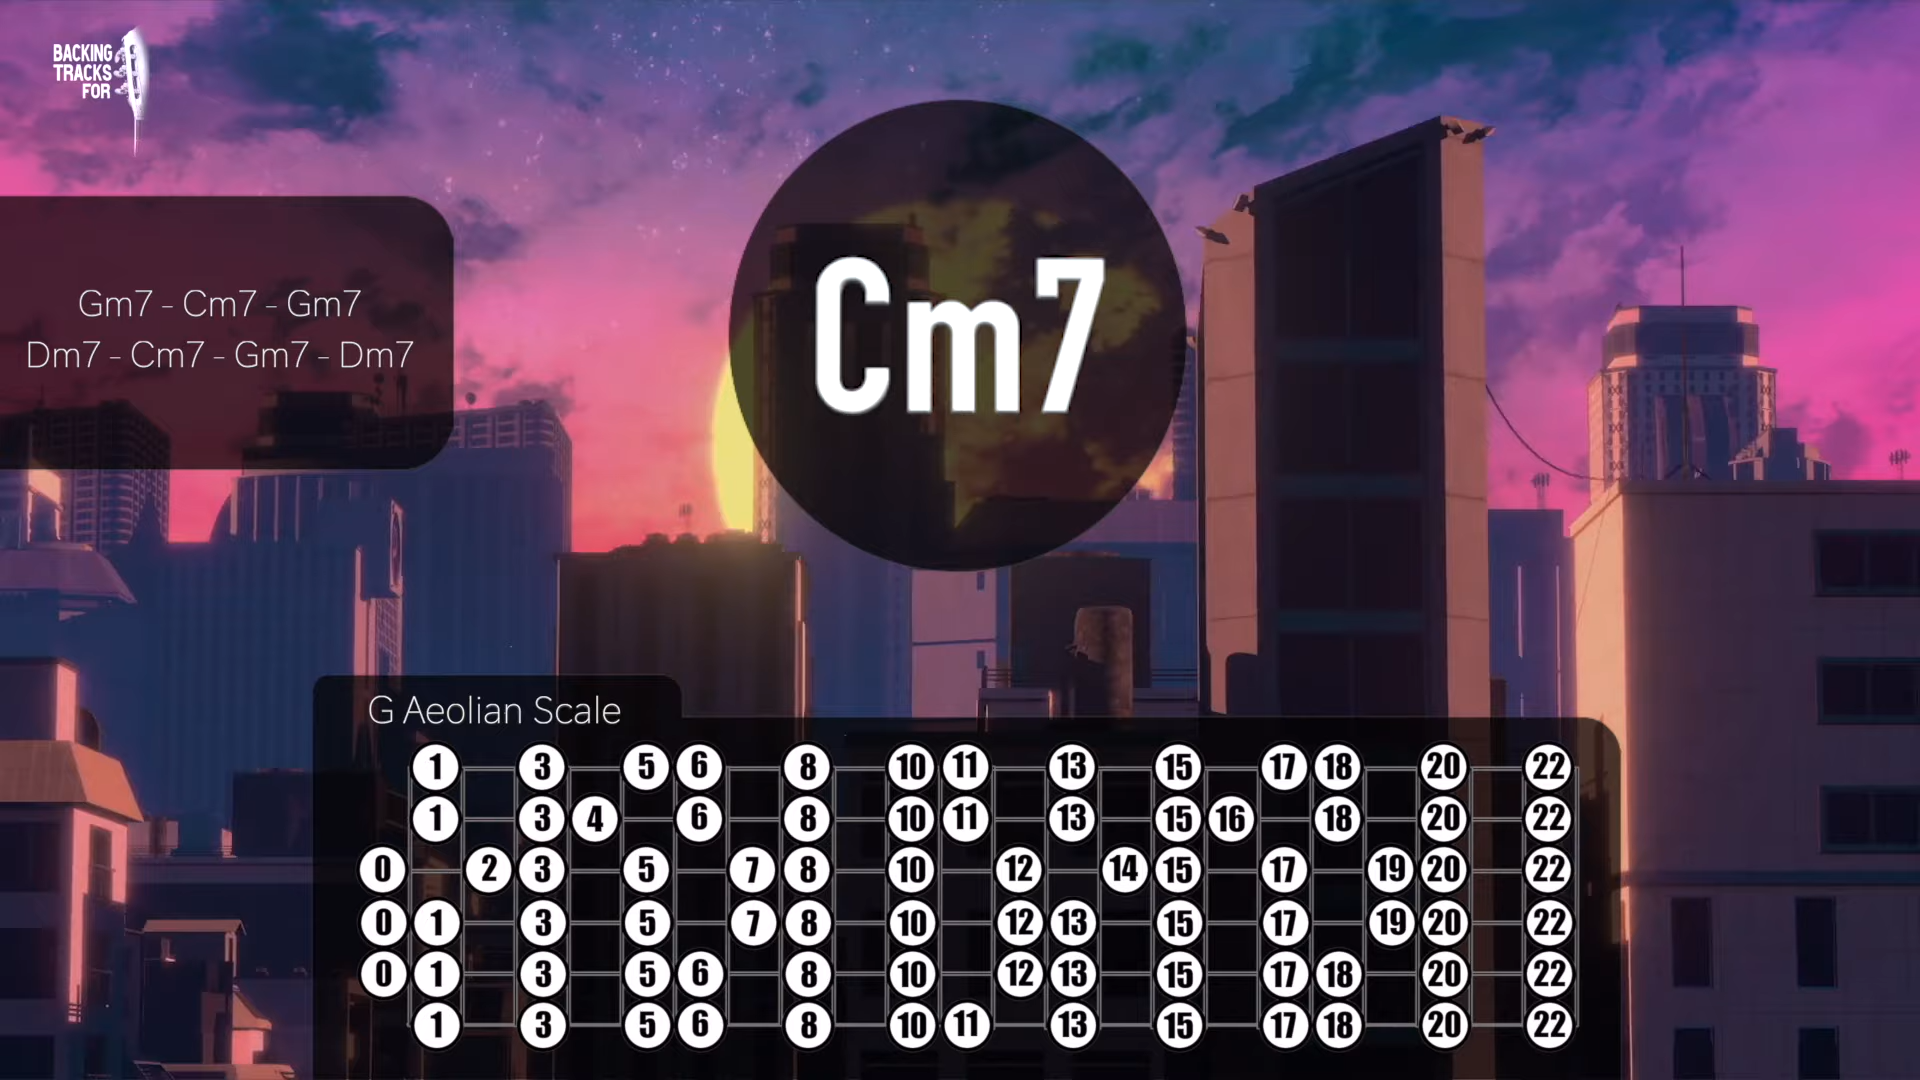 BACKING
TRACKS
FOR
Gm7 - Cm7 - Gm7
Dm7 - Cm7 - Gm7 - Dm7
Cm7
G Aeolian Scale
1 3 5 6 8 10 11 13 15 17 18 20 22
1 3 4 6 8 10 11 13 15 16 18 20 22
0 2 3 5 7 8 10 12 14 15 17 19 20 22
0 1 3 5 7 8 10 12 13 15 17 19 20 22
0 1 3 5 6 8 10 12 13 15 17 18 20 22
1 3 5 6 8 10 11 13 15 17 18 20 22